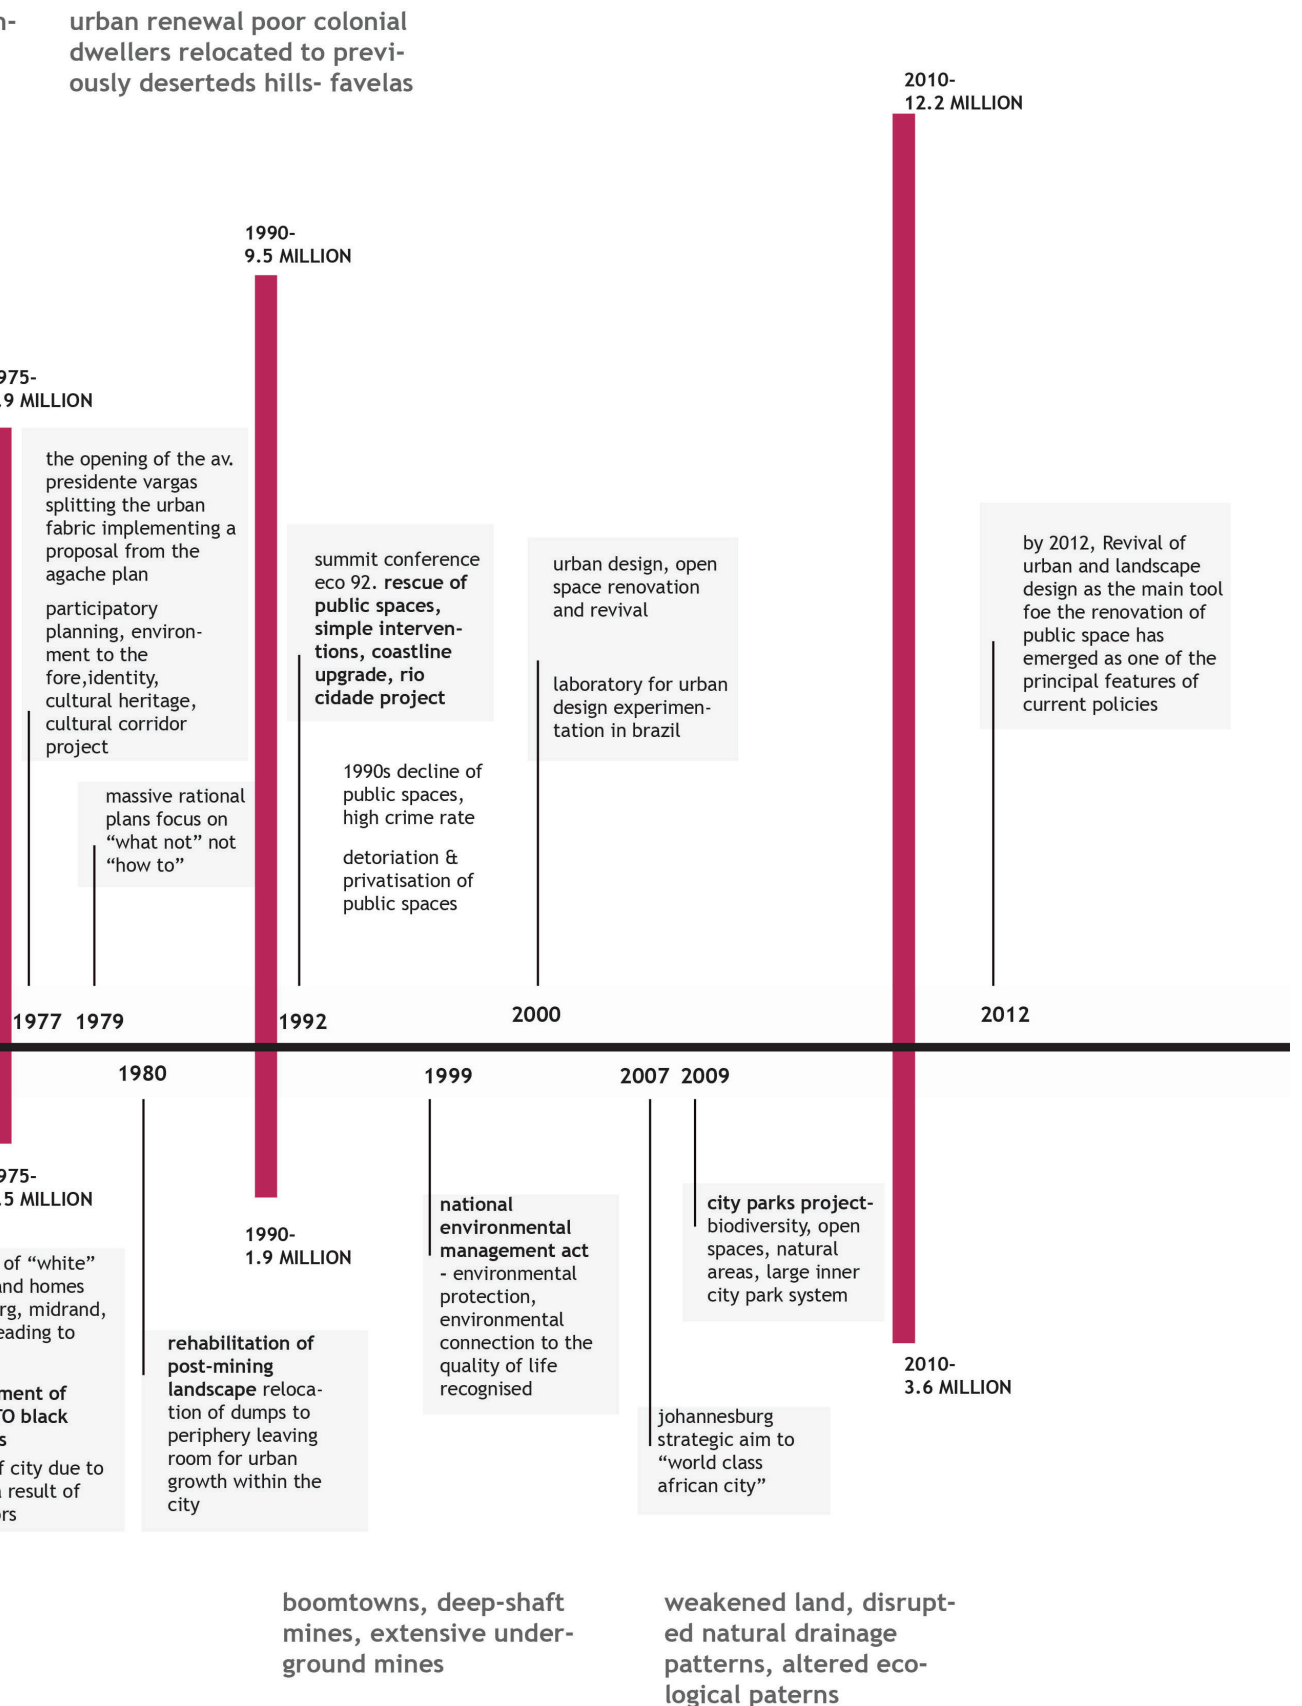 urban renewal poor colonial
dwellers relocated to previ-
ously deserteds hills- favelas
2010-
12.2 MILLION
1990-
9.5 MILLION
975-
.9 MILLION
the opening of the av.
presidente vargas
splitting the urban
fabric implementing a
proposal from the
agache plan
participatory
planning, environ-
ment to the
fore,identity,
cultural heritage,
cultural corridor
project
massive rational
plans focus on
“what not” not
“how to”
summit conference
eco 92. rescue of
public spaces,
simple interven-
tions, coastline
upgrade, rio
cidade project
1990s decline of
public spaces,
high crime rate
detoriation &
privatisation of
public spaces
urban design, open
space renovation
and revival
laboratory for urban
design experimen-
tation in brazil
by 2012, Revival of
urban and landscape
design as the main tool
foe the renovation of
public space has
emerged as one of the
principal features of
current policies
1977 1979 1992 2000 2012
1980 1999 2007 2009
975-
.5 MILLION
of “white”
and homes
rg, midrand,
eading to
ment of
TO black
s
f city due to
a result of
ors
1990-
1.9 MILLION
rehabilitation of
post-mining
landscape reloca-
tion of dumps to
periphery leaving
room for urban
growth within the
city
national
environmental
management act
- environmental
protection,
environmental
connection to the
quality of life
recognised
city parks project-
biodiversity, open
spaces, natural
areas, large inner
city park system
johannesburg
strategic aim to
“world class
african city”
2010-
3.6 MILLION
boomtowns, deep-shaft
mines, extensive under-
ground mines
weakened land, disrupt-
ed natural drainage
patterns, altered eco-
logical paterns